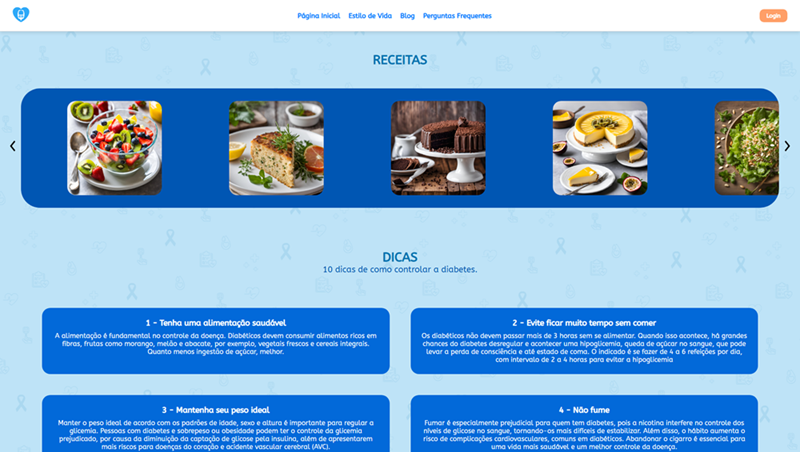 Página Inicial Estilo de Vida Blog Perguntas Frequentes Login
RECEITAS
DICAS
10 dicas de como controlar a diabetes.
1 - Tenha uma alimentação saudável
A alimentação é fundamental no controle da doença. Diabéticos devem consumir alimentos ricos em
fibras, frutas como morango, melão e abacate, por exemplo, vegetais frescos e cereais integrais.
Quanto menos ingestão de açúcar, melhor.
2 - Evite ficar muito tempo sem comer
Os diabéticos não devem passar mais de 3 horas sem se alimentar. Quando isso acontece, há grandes
chances do diabetes desregular e acontecer uma hipoglicemia, queda de açúcar no sangue, que pode
levar a perda de consciência e até estado de coma. O indicado é se fazer de 4 a 6 refeições por dia,
com intervalo de 2 a 4 horas para evitar a hipoglicemia
3 - Mantenha seu peso ideal
Manter o peso ideal de acordo com os padrões de idade, sexo e altura é importante para regular a
glicemia. Pessoas com diabetes e sobrepeso ou obesidade podem ter o controle da glicemia
prejudicado, por causa da diminuição da captação de glicose pela insulina, além de apresentarem
mais riscos para doenças do coração e acidente vascular cerebral (AVC).
4 - Não fume
Fumar é especialmente prejudicial para quem tem diabetes, pois a nicotina interfere no controle dos
níveis de glicose no sangue, tornando-os mais difíceis de estabilizar. Além disso, o hábito aumenta o
risco de complicações cardiovasculares, comuns em diabéticos. Abandonar o cigarro é essencial para
uma vida mais saudável e um melhor controle da doença.